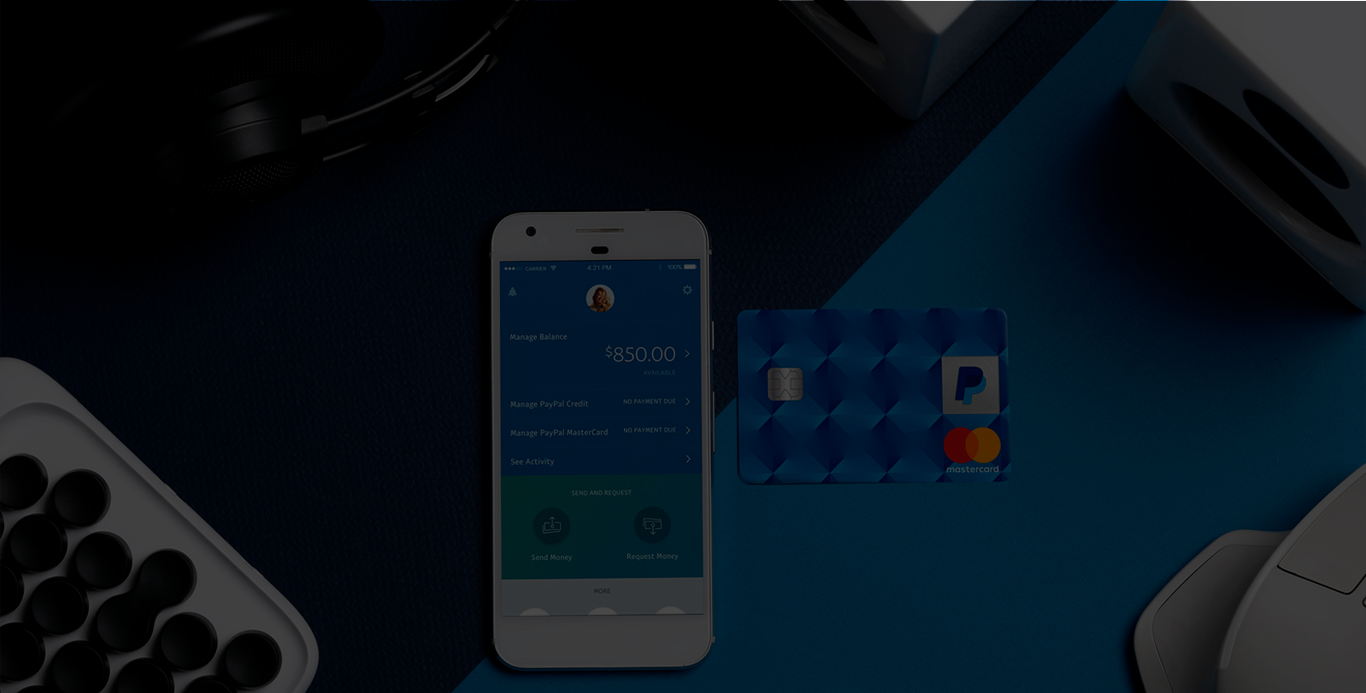 CARRIER 4:21 PM 100%
Manage Balance
$850.00
AVAILABLE
Manage PayPal Credit NO PAYMENT DUE
Manage PayPal MasterCard NO PAYMENT DUE
See Activity
SEND AND REQUEST
Send Money Request Money
MORE
P
mastercard